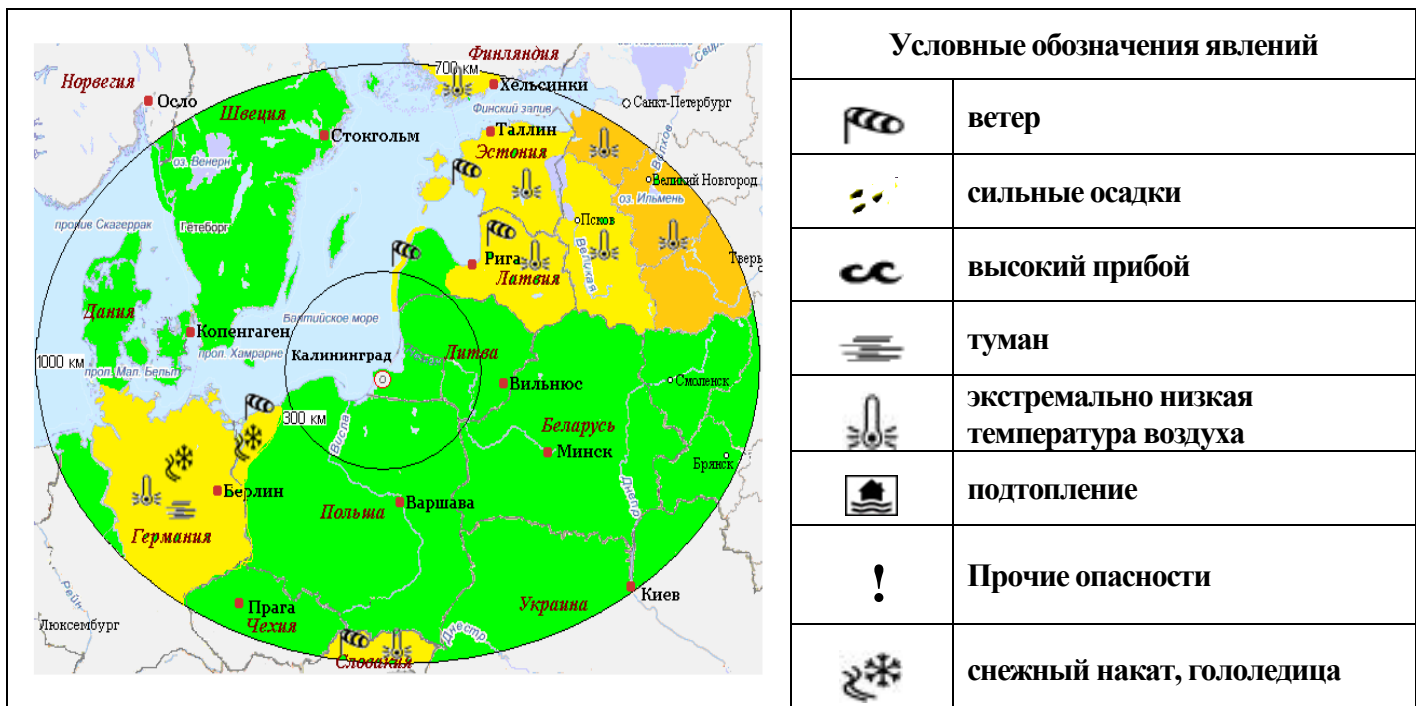 Финляндия
700 км
Свирь
Норвегия
Хельсинки
Осло
Швеция
Санкт-Петербург
Финский залив
Стокгольм
Таллин
Волхов
Эстония
оз. Венерн
Великий Новгород
оз. Ильмень
Псков
пролив Скагеррак
Гетеборг
Великая
Рига
Тверь
Латвия
Дания
Балтийское море
Копенгаген
Калининград
Литва
прол. Хамрарне
1000 км
прол. Мал. Бельт
Вильнюс
Смоленск
300 км
Висла
Беларусь
Минск
Брянск
Берлин
Днепр
Варшава
Польша
Германия
Рейн
Киев
Прага
Украина
Чехия
Люксембург
Днестр
Словакия
Условные обозначения явлений
ветер
сильные осадки
высокий прибой
туман
экстремально низкая
температура воздуха
подтопление
!
Прочие опасности
снежный накат, гололедица